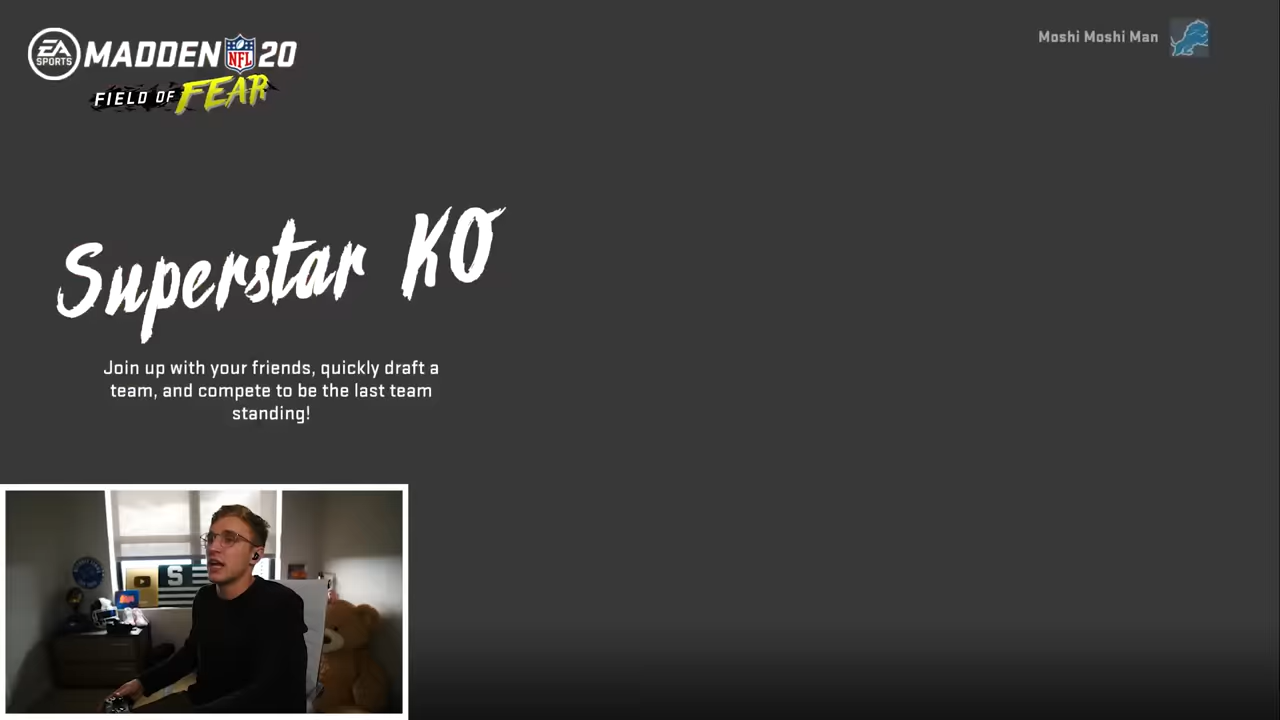 EA SPORTS
MADDEN NFL 20
FIELD OF FEAR
Moshi Moshi Man
Superstar KO
Join up with your friends, quickly draft a
team, and compete to be the last team
standing!
S